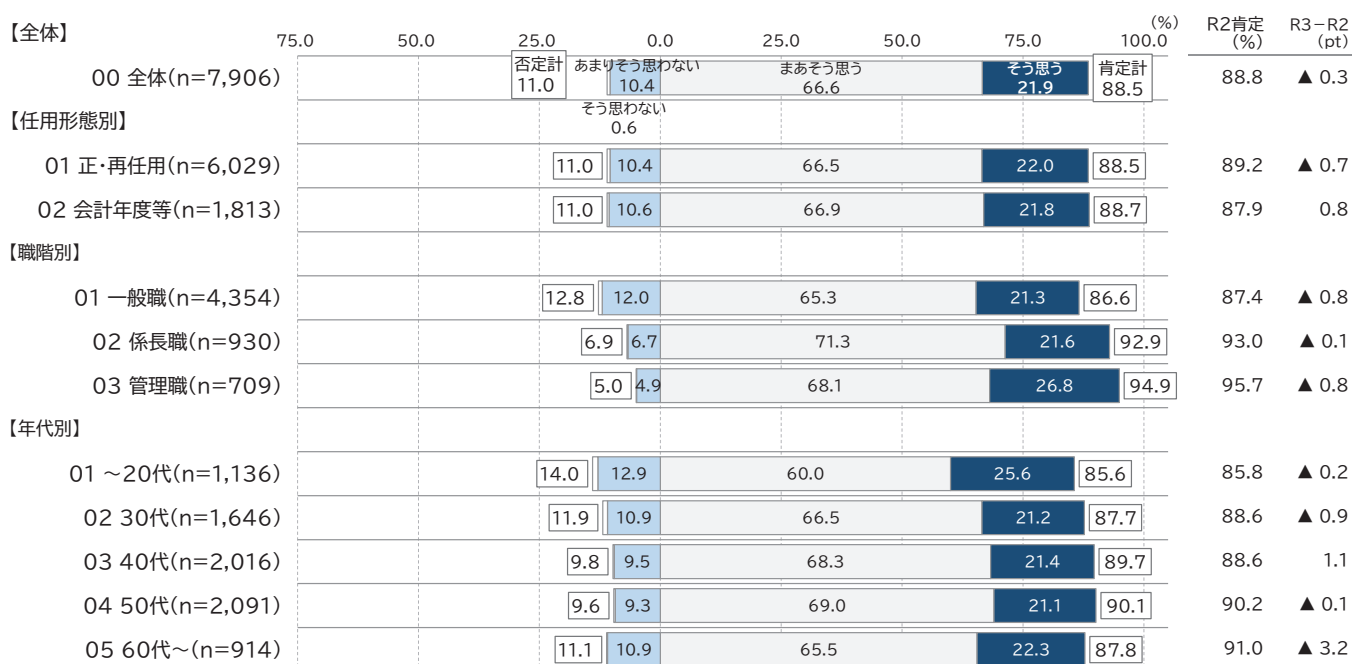 【全体】
(%) R2肯定 R3－R2
75.0 50.0 25.0 0.0 25.0 50.0 75.0 100.0 (%) (pt)
否定計 あまりそう思わない まあそう思う そう思う 肯定計
00 全体(n=7,906) 11.0 10.4 66.6 21.9 88.5 88.8 ▲ 0.3
そう思わない
0.6
【任用形態別】
01 正・再任用(n=6,029) 11.0 10.4 66.5 22.0 88.5 89.2 ▲ 0.7
02 会計年度等(n=1,813) 11.0 10.6 66.9 21.8 88.7 87.9 0.8
【職階別】
01 一般職(n=4,354) 12.8 12.0 65.3 21.3 86.6 87.4 ▲ 0.8
02 係長職(n=930) 6.9 6.7 71.3 21.6 92.9 93.0 ▲ 0.1
03 管理職(n=709) 5.0 4.9 68.1 26.8 94.9 95.7 ▲ 0.8
【年代別】
01 ～20代(n=1,136) 14.0 12.9 60.0 25.6 85.6 85.8 ▲ 0.2
02 30代(n=1,646) 11.9 10.9 66.5 21.2 87.7 88.6 ▲ 0.9
03 40代(n=2,016) 9.8 9.5 68.3 21.4 89.7 88.6 1.1
04 50代(n=2,091) 9.6 9.3 69.0 21.1 90.1 90.2 ▲ 0.1
05 60代～(n=914) 11.1 10.9 65.5 22.3 87.8 91.0 ▲ 3.2